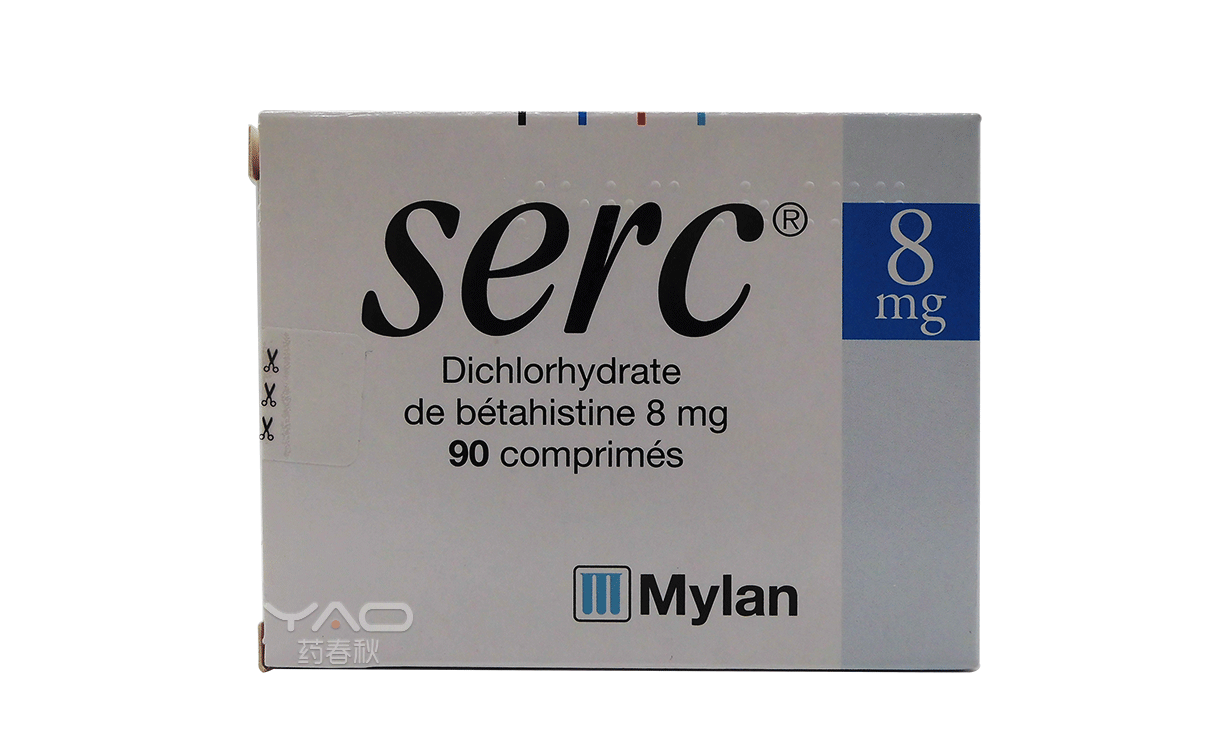 serc®
8
mg
Dichlorhydrate
de bétahistine 8 mg
90 comprimés
Mylan
YAO
药春秋